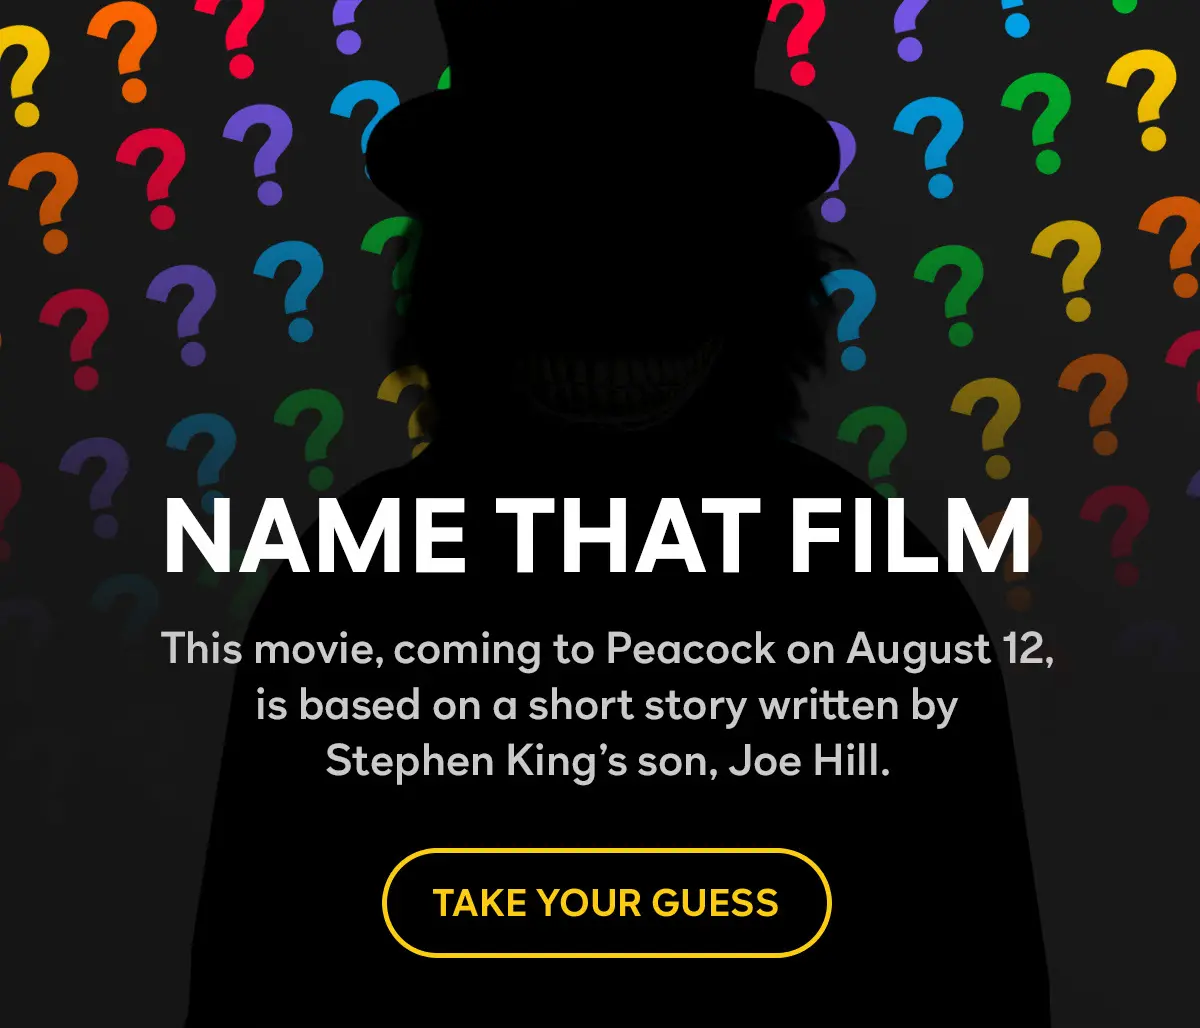 NAME THAT FILM
This movie, coming to Peacock on August 12,
is based on a short story written by
Stephen King’s son, Joe Hill.
TAKE YOUR GUESS